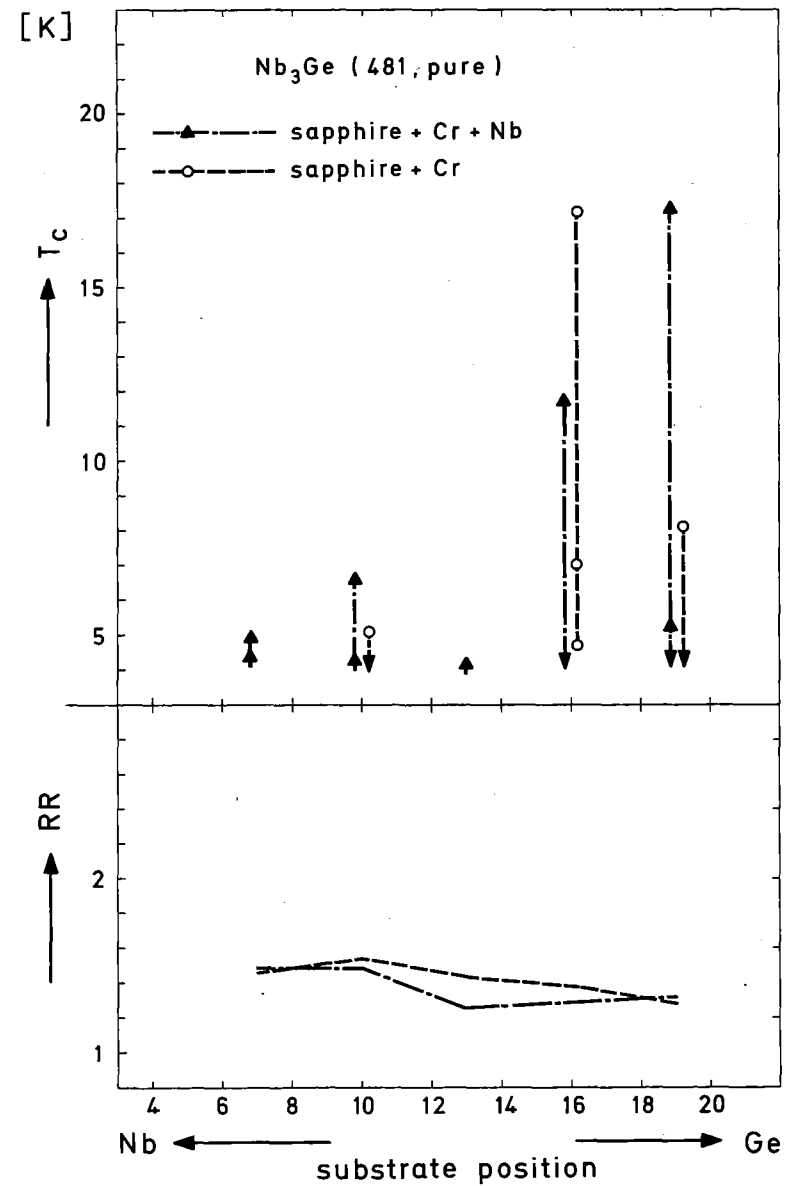 [K]
Nb₃Ge (481, pure)
sapphire + Cr + Nb
sapphire + Cr
20
15
10
5
Tc
RR
2
1
4 6 8 10 12 14 16 18 20
Nb Ge
substrate position